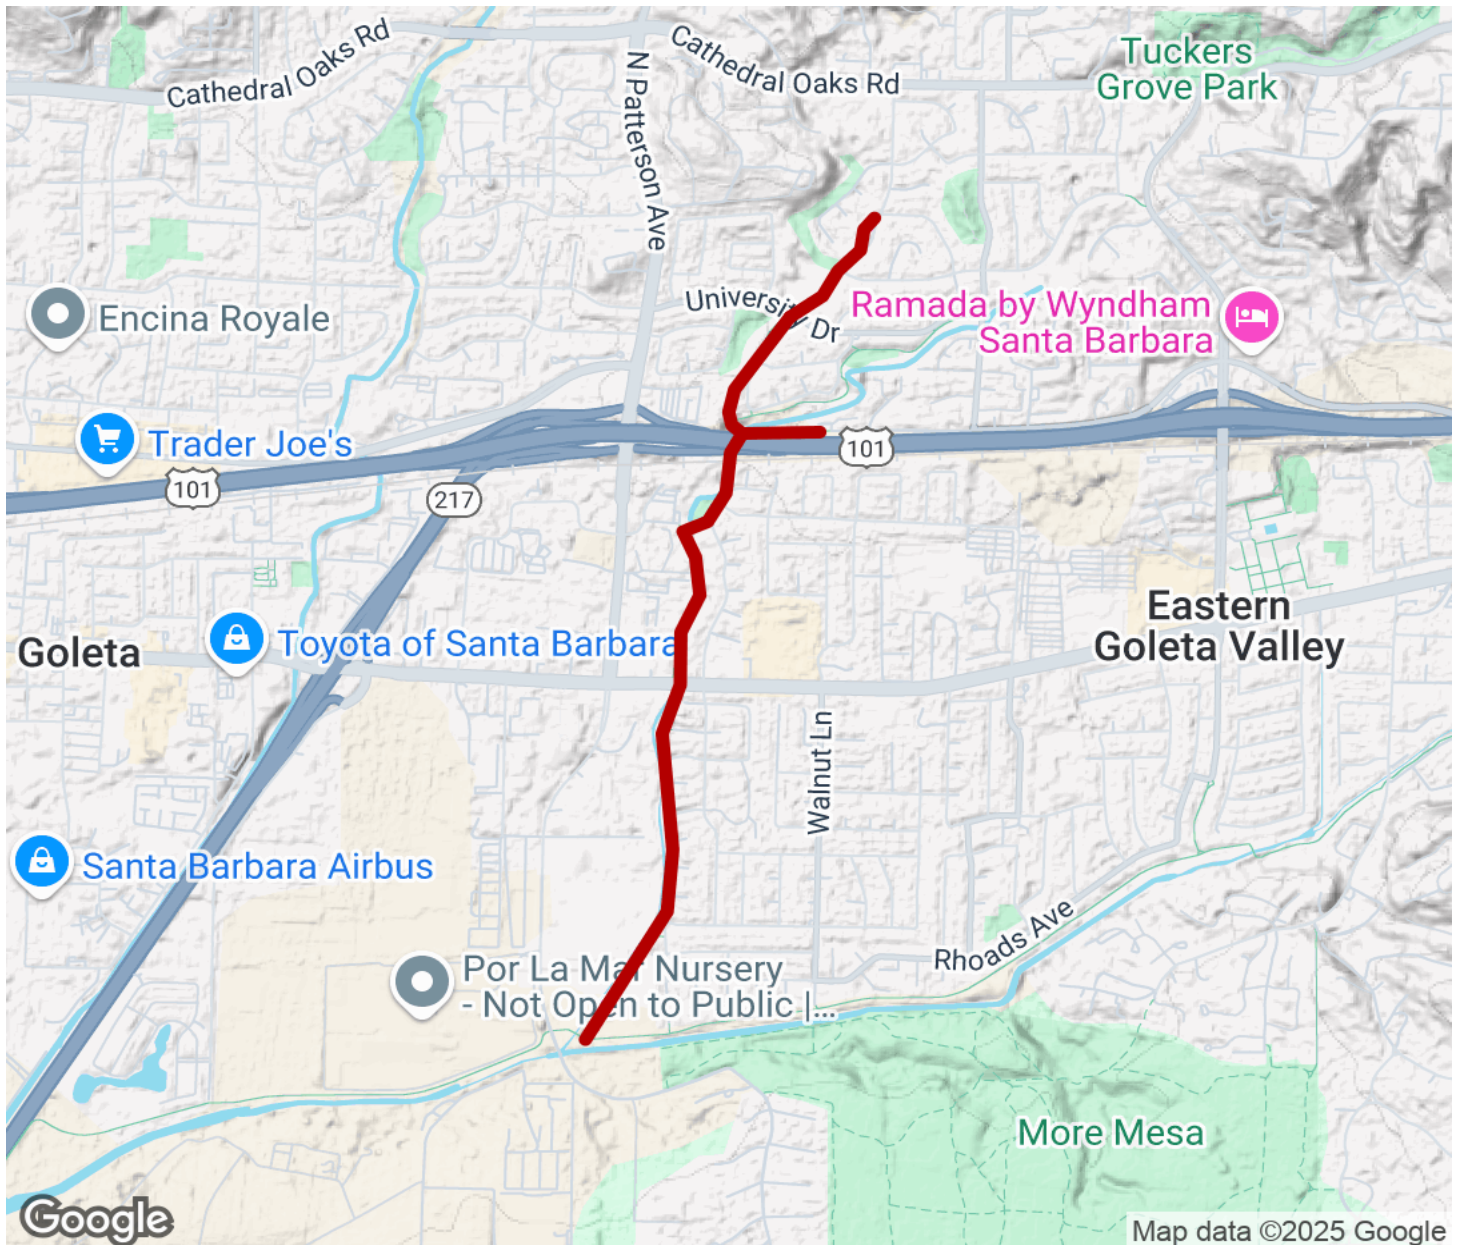 Cathedral Oaks Rd
Cathedral Oaks Rd
Tuckers
Grove Park
N Patterson Ave
University Dr
Encina Royale
Ramada by Wyndham
Santa Barbara
Trader Joe's
101
101
217
Eastern
Goleta Valley
Goleta
Toyota of Santa Barbara
Walnut Ln
Santa Barbara Airbus
Rhoads Ave
Por La Mar Nursery
- Not Open to Public |...
More Mesa
Google
Map data ©2025 Google